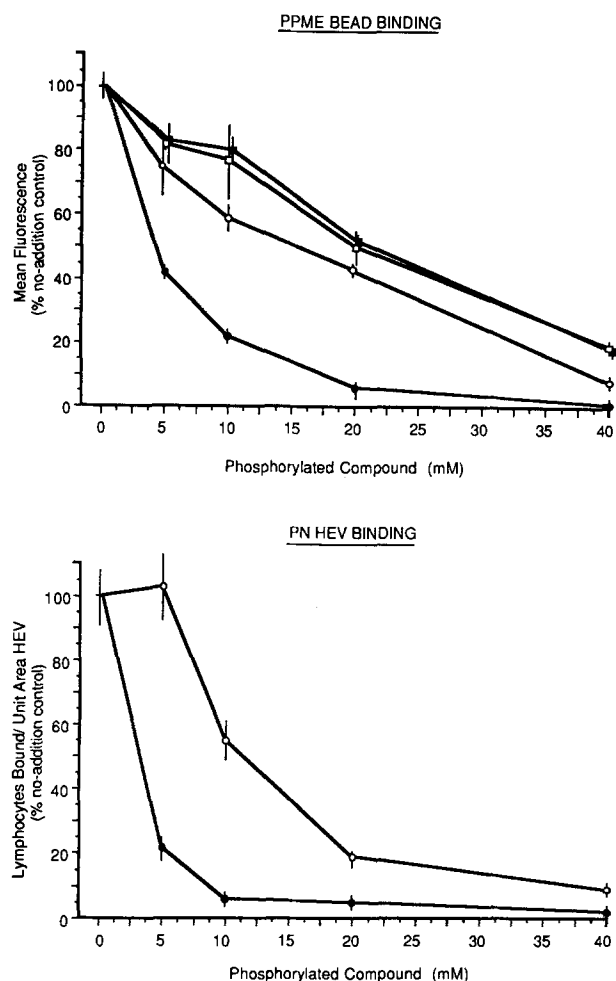 PPME BEAD BINDING
Mean Fluorescence
(% no-addition control)
100
80
60
40
20
0
0 5 10 15 20 25 30 35 40
Phosphorylated Compound (mM)
PN HEV BINDING
Lymphocytes Bound/ Unit Area HEV
(% no-addition control)
100
80
60
40
20
0
0 5 10 15 20 25 30 35 40
Phosphorylated Compound (mM)